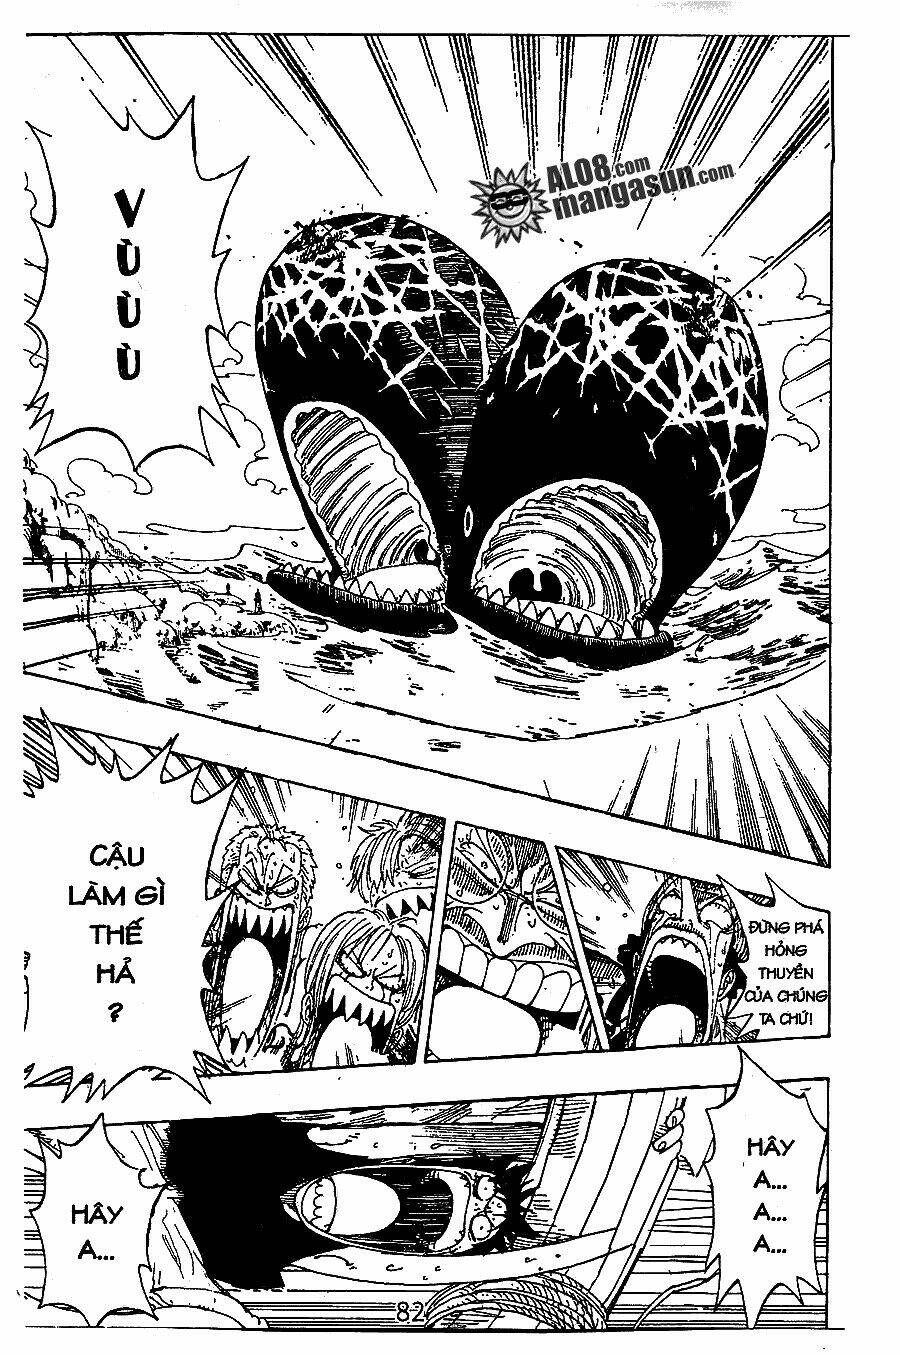 ALO8.com
mangasun.com
V
Ù
Ù
Ù
CẬU
LÀM GÌ
THẾ
HẢ
?
ĐỪNG PHÁ
HỎNG
THUYỀN
CỦA CHÚNG
TA CHỨ!
HÂY
A...
HÂY
A...
A...
A...
82